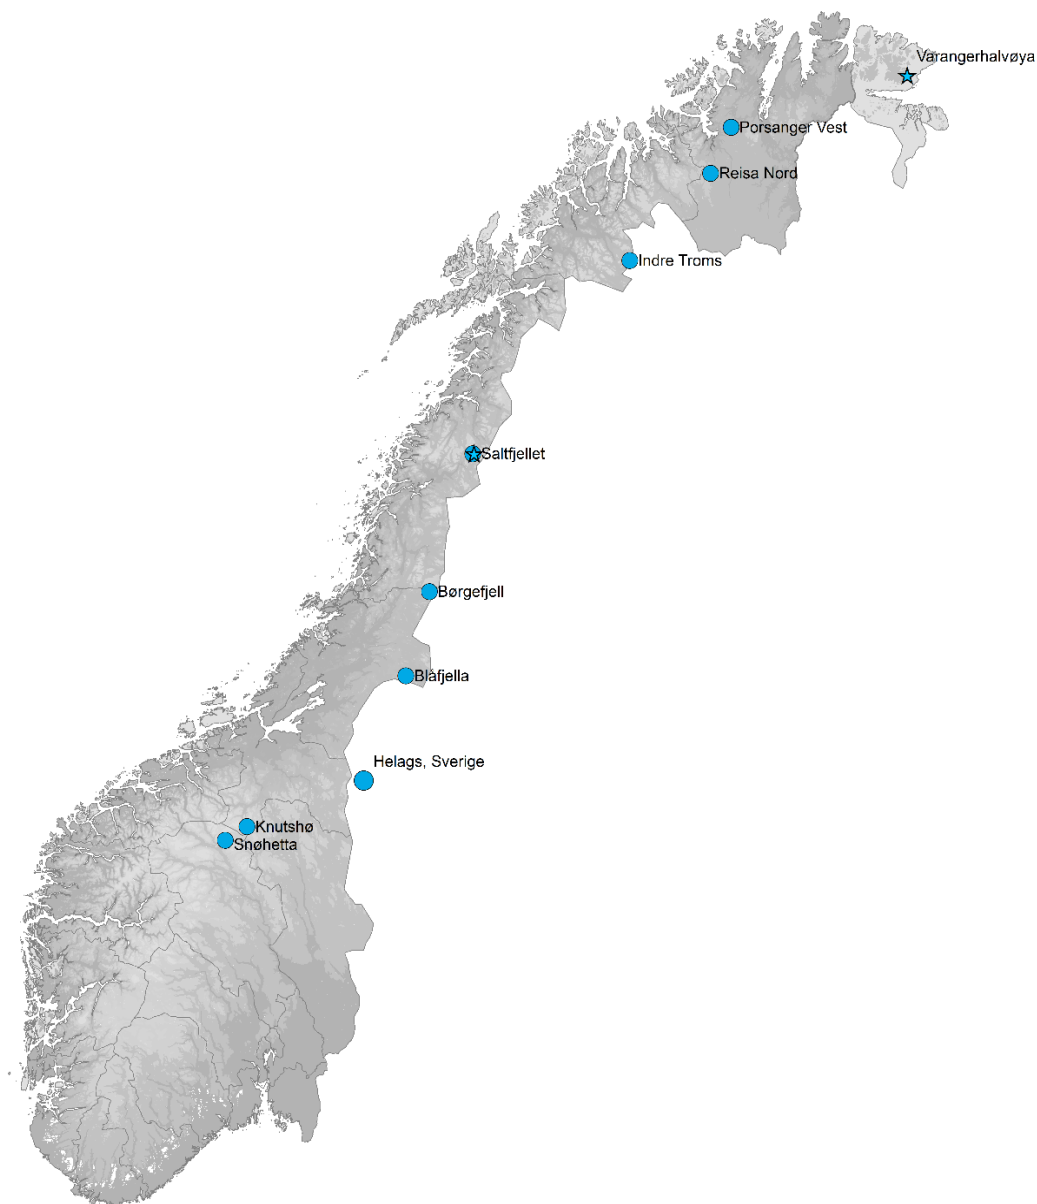 Varangerhalvøya
Porsanger Vest
Reisa Nord
Indre Troms
Saltfjellet
Børgefjell
Blåfjella
Helags, Sverige
Knutshø
Snøhetta